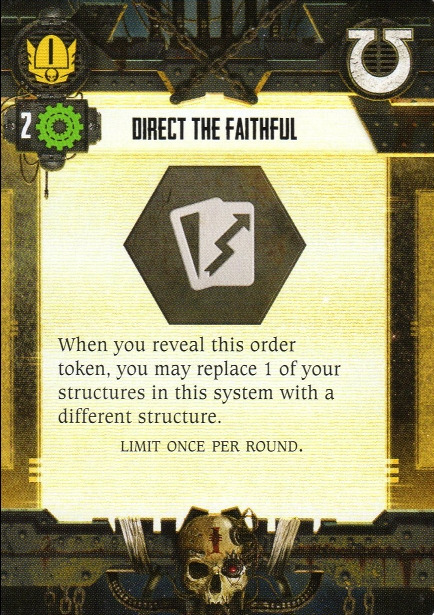 2
DIRECT THE FAITHFUL
When you reveal this order
token, you may replace 1 of your
structures in this system with a
different structure.
LIMIT ONCE PER ROUND.
I